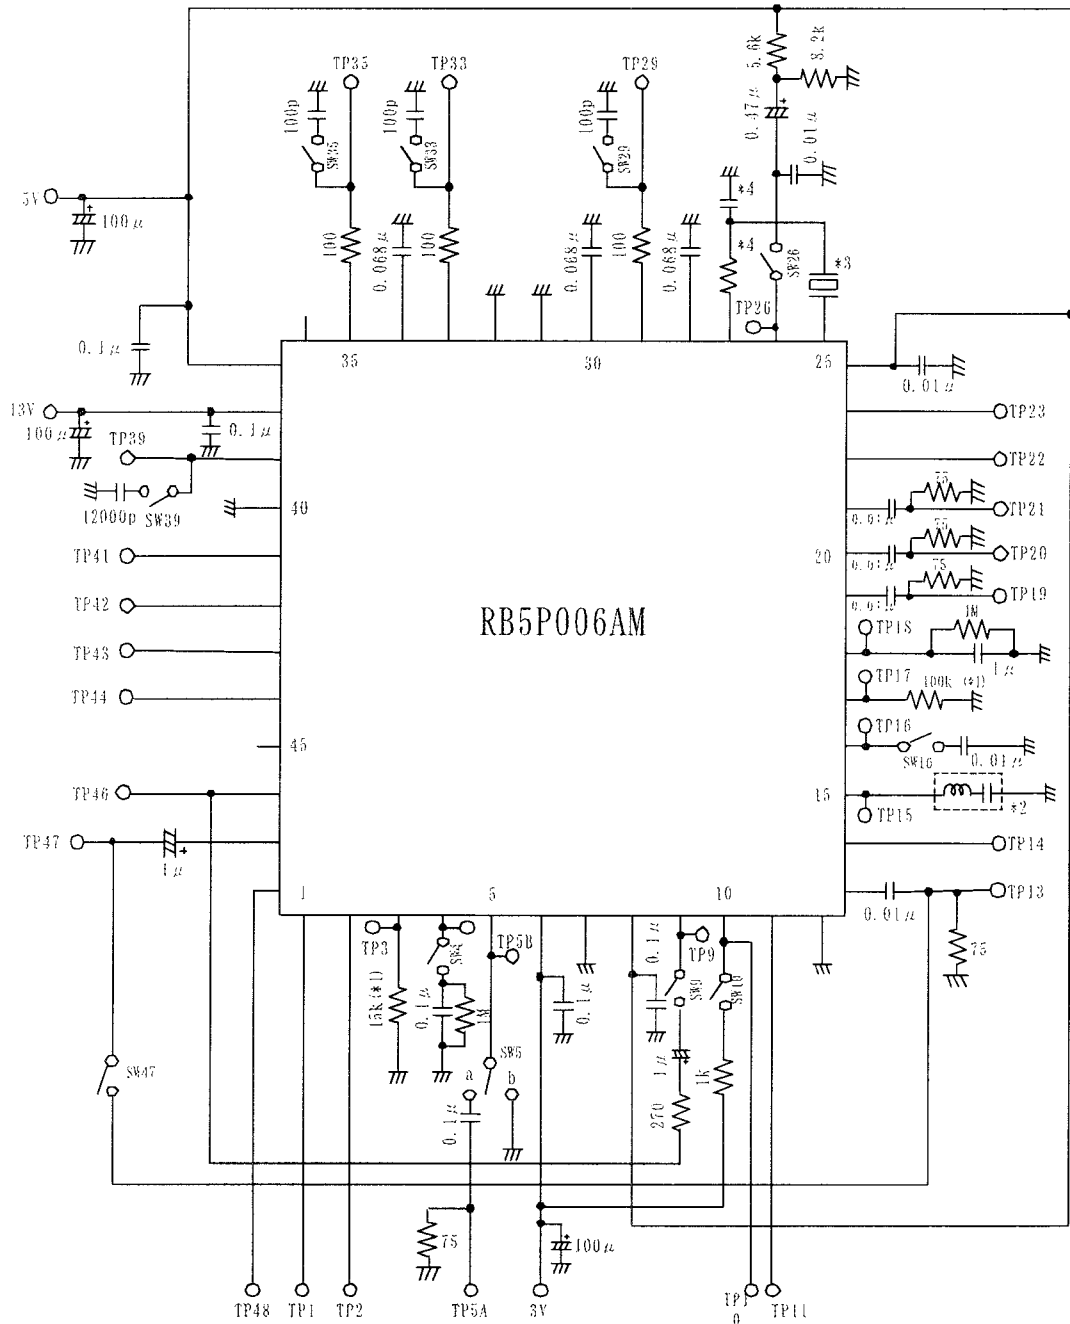 5.6k
8.2k
TP35
TP33
TP29
100p
100p
100p
0.47μ
+
0.01μ
SW35
SW33
SW29
5V
+
100μ
*4
100
0.068μ
100
0.068μ
100
0.068μ
*4
SW26
*3
TP26
0.1μ
35
30
25
0.01μ
13V
100μ
+
TP39
0.1μ
TP23
TP22
12000p
SW39
40
75
0.01μ
TP21
TP41
75
20
0.01μ
TP20
TP42
75
0.01μ
TP19
RB5P006AM
TP18
1M
TP43
1μ
TP17
TP44
100k (*1)
TP16
45
SW16
0.01μ
TP46
15
TP15
*2
TP47
1μ
+
TP14
1
5
10
TP13
0.01μ
TP3
SW4
TP5B
0.1μ
TP9
75
15k(*1)
0.1μ
1M
0.1μ
SW9
SW10
SW5
SW47
a
b
1μ
+
1k
0.1μ
270
75
+
100μ
TP48
TP1
TP2
TP5A
3V
TP1
0
TP11